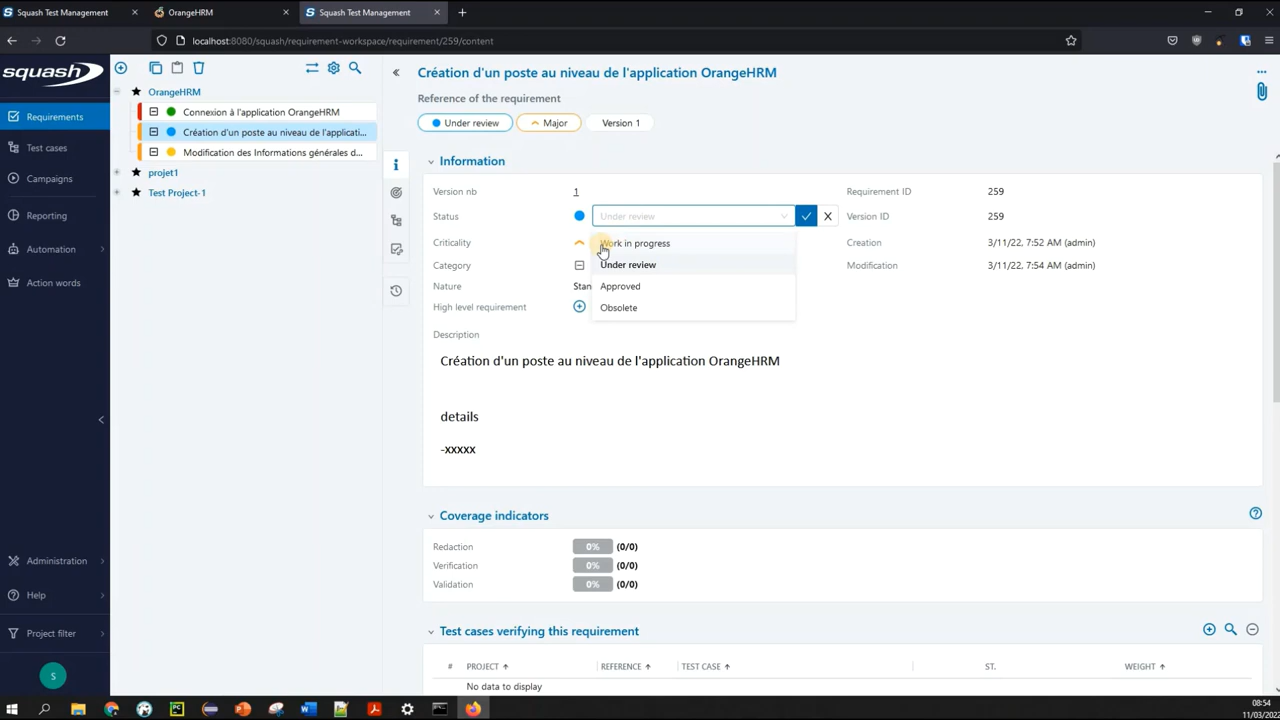 Squash Test Management
OrangeHRM
Squash Test Management
localhost:8080/squash/requirement-workspace/requirement/259/content
squash
Requirements
Test cases
Campaigns
Reporting
Automation
Action words
Administration
Help
Project filter
S
OrangeHRM
Connexion à l'application OrangeHRM
Création d'un poste au niveau de l'applicati...
Modification des Informations générales d...
projet1
Test Project-1
Création d'un poste au niveau de l'application OrangeHRM
Reference of the requirement
Under review
Major
Version 1
Information
Version nb 1 Requirement ID 259
Status Under review Version ID 259
Criticality Work in progress Creation 3/11/22, 7:52 AM (admin)
Category Under review Modification 3/11/22, 7:54 AM (admin)
Nature Stan Approved
High level requirement Obsolete
Description
Création d'un poste au niveau de l'application OrangeHRM
details
-XXXXX
Coverage indicators
Redaction 0% (0/0)
Verification 0% (0/0)
Validation 0% (0/0)
Test cases verifying this requirement
# PROJECT REFERENCE TEST CASE ST. WEIGHT
No data to display
08:54
11/03/2022